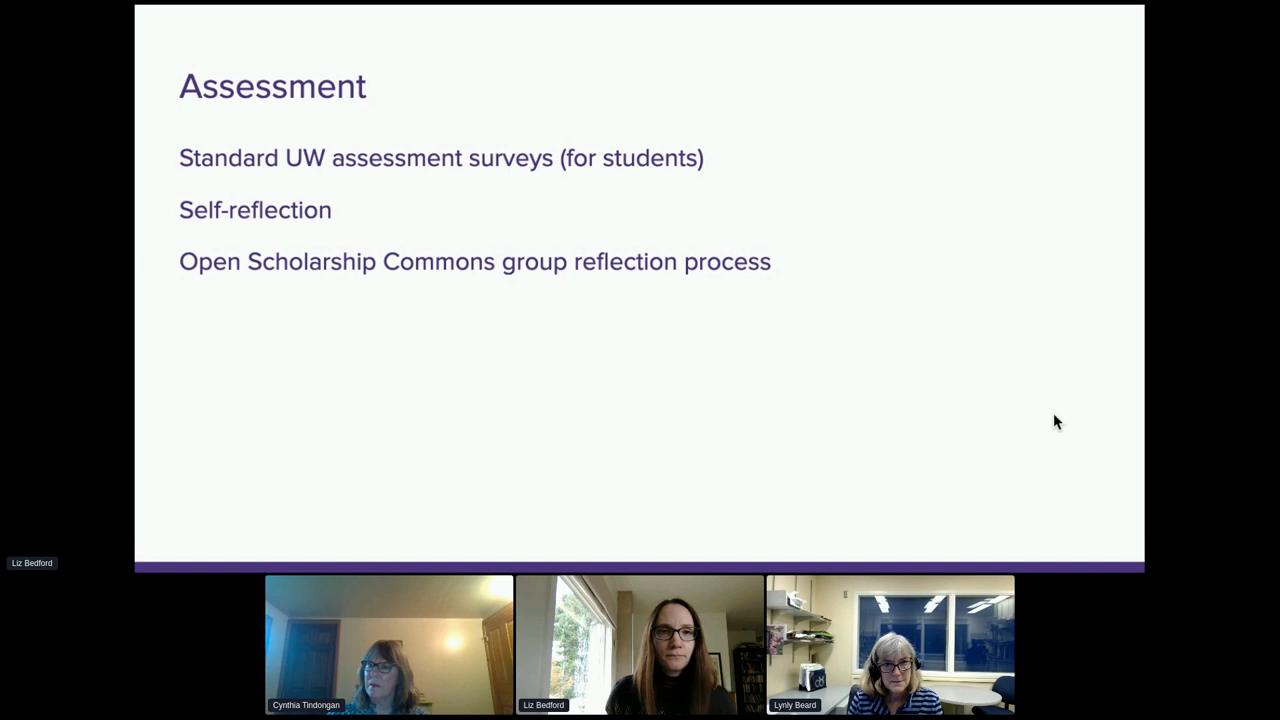 Assessment
Standard UW assessment surveys (for students)
Self-reflection
Open Scholarship Commons group reflection process
Liz Bedford
Cynthia Tindongan
Liz Bedford
Lynly Beard